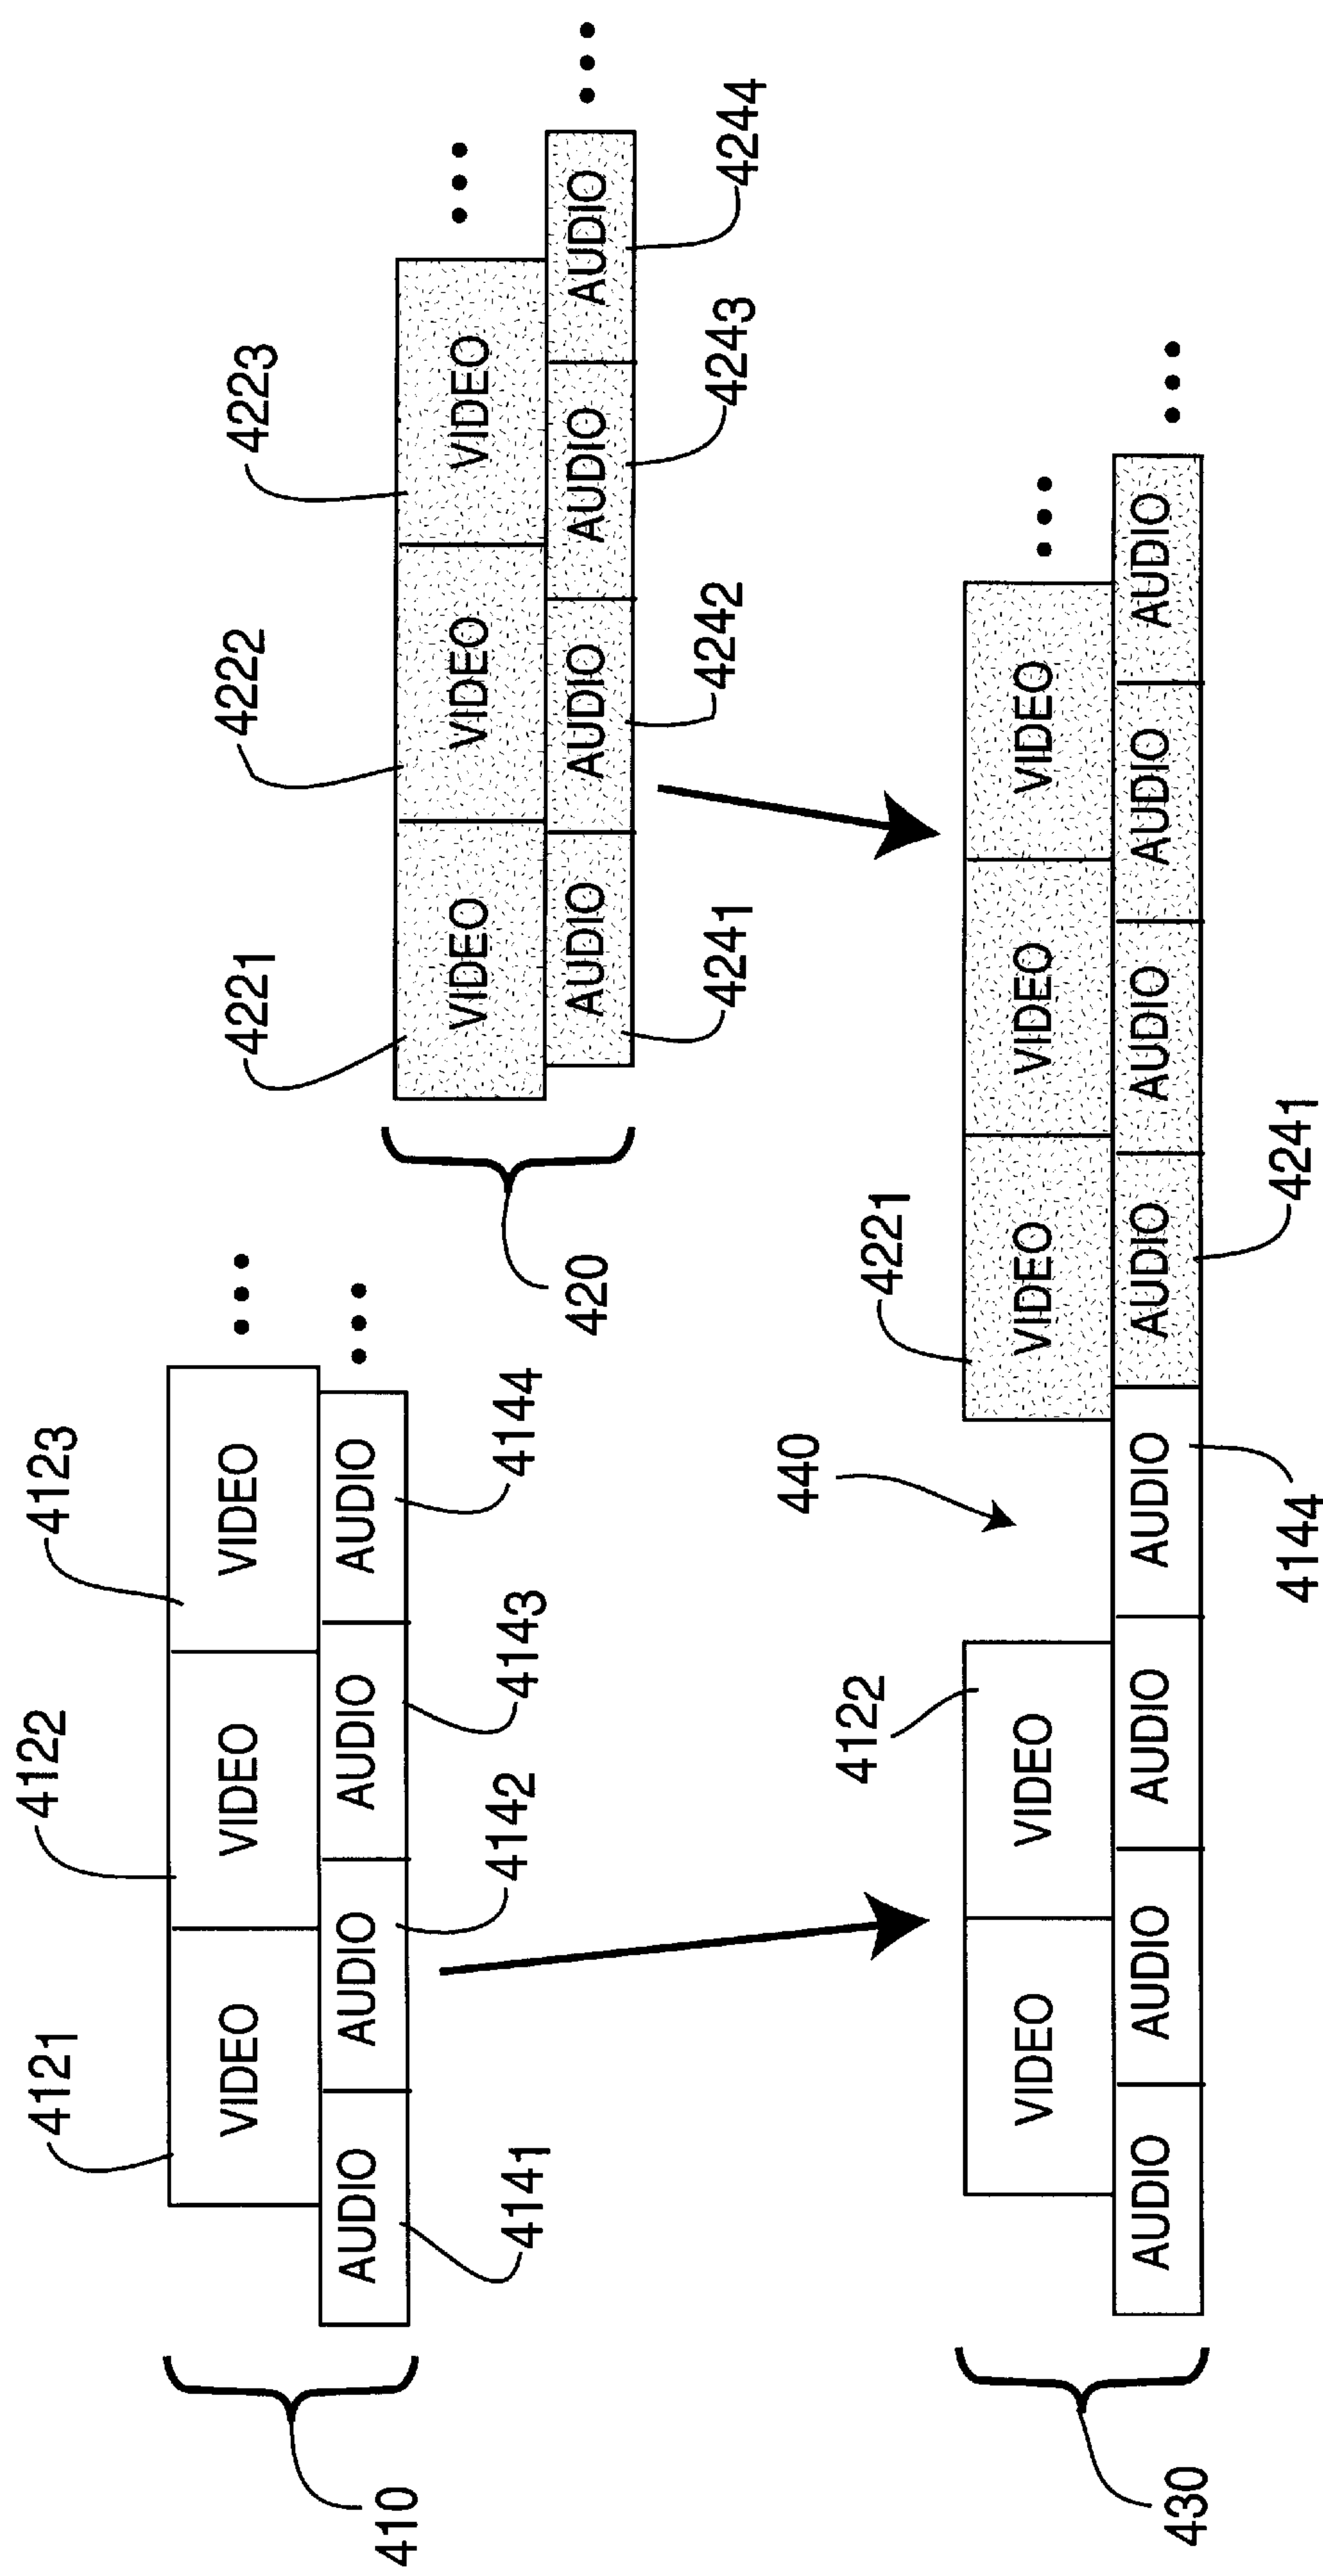 4121 4122 4123
VIDEO VIDEO VIDEO •••
AUDIO AUDIO AUDIO AUDIO •••
4141 4142 4143 4144
410
4221 4222 4223
VIDEO VIDEO VIDEO •••
AUDIO AUDIO AUDIO AUDIO •••
4241 4242 4243 4244
420
4122 440 4221
VIDEO VIDEO VIDEO VIDEO VIDEO •••
AUDIO AUDIO AUDIO AUDIO AUDIO AUDIO AUDIO AUDIO •••
430 4144 4241